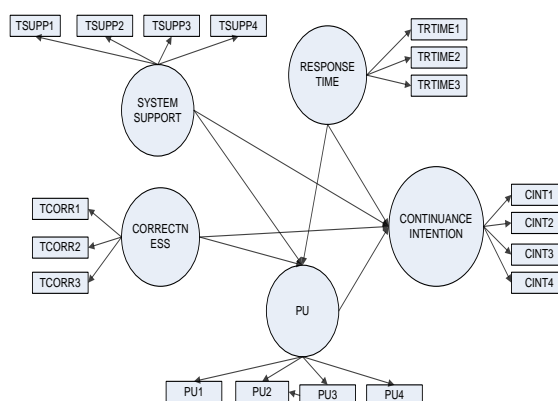 TSUPP1
TSUPP2
TSUPP3
TSUPP4
SYSTEM
SUPPORT
RESPONSE
TIME
TRTIME1
TRTIME2
TRTIME3
TCORR1
TCORR2
TCORR3
CORRECTN
ESS
CONTINUANCE
INTENTION
CINT1
CINT2
CINT3
CINT4
PU
PU1
PU2
PU3
PU4